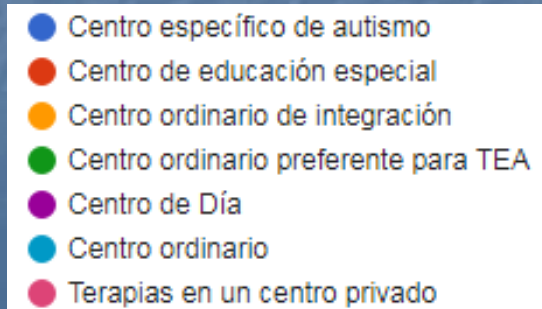 Centro específico de autismo
Centro de educación especial
Centro ordinario de integración
Centro ordinario preferente para TEA
Centro de Día
Centro ordinario
Terapias en un centro privado